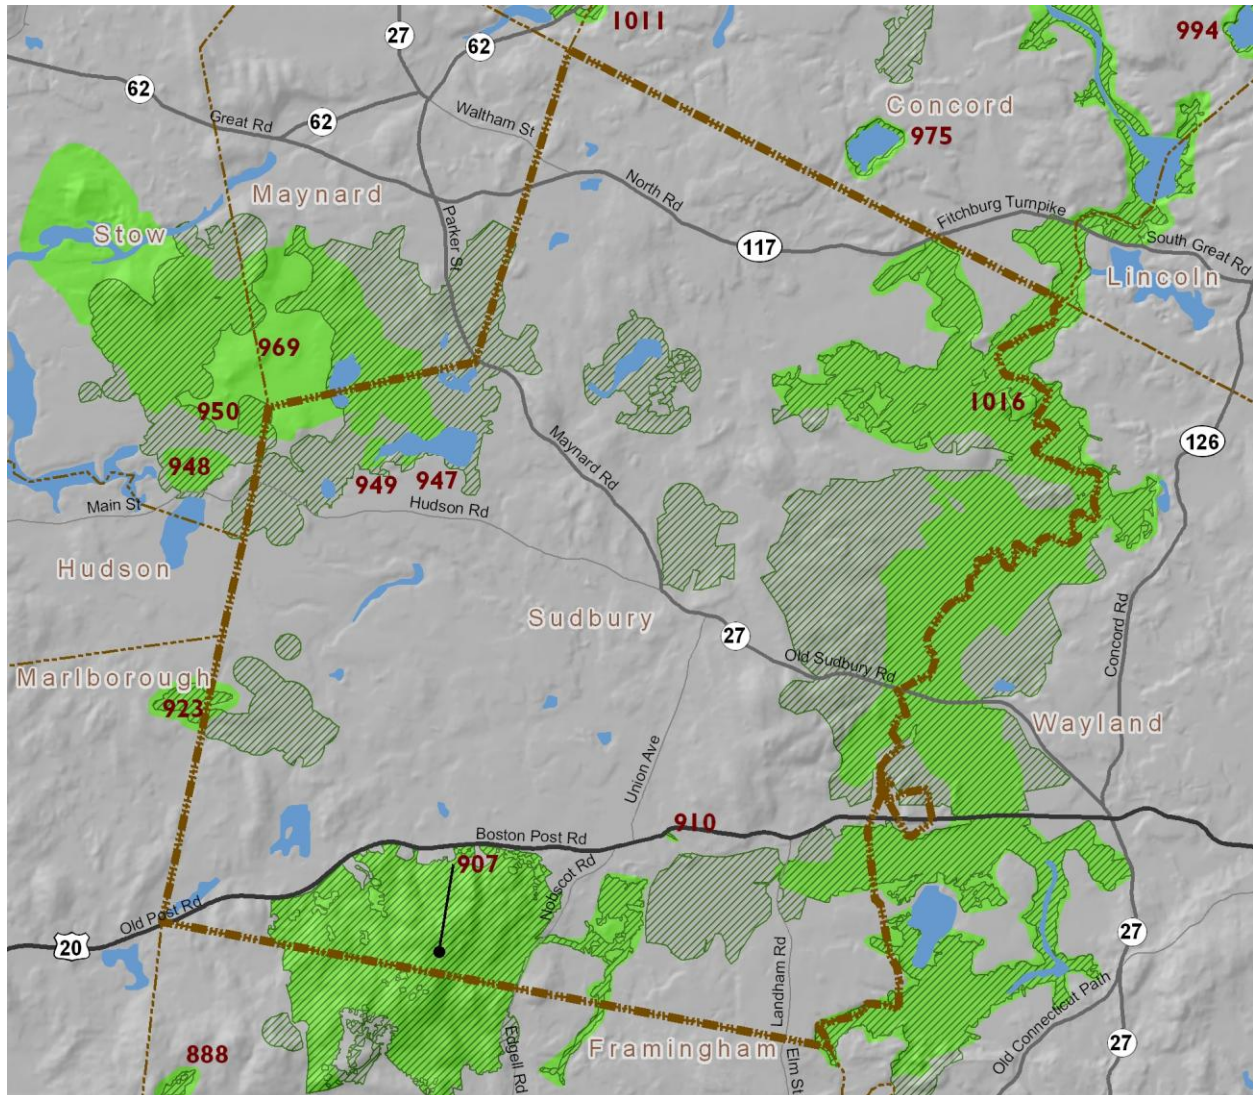 1011
27
62
994
62
62
Great Rd
Waltham St
Concord
975
Maynard
North Rd
Parker St
Fitchburg Turnpike
Stow
117
South Great Rd
Lincoln
969
950
1016
948
949
947
126
Maynard Rd
Main St
Hudson Rd
Hudson
Sudbury
27
Concord Rd
Old Sudbury Rd
Marlborough
923
Wayland
Union Ave
910
Boston Post Rd
907
Nobscot Rd
Old Post Rd
20
27
Landham Rd
Old Connecticut Path
Framingham
Edgell Rd
Elm St
27
888